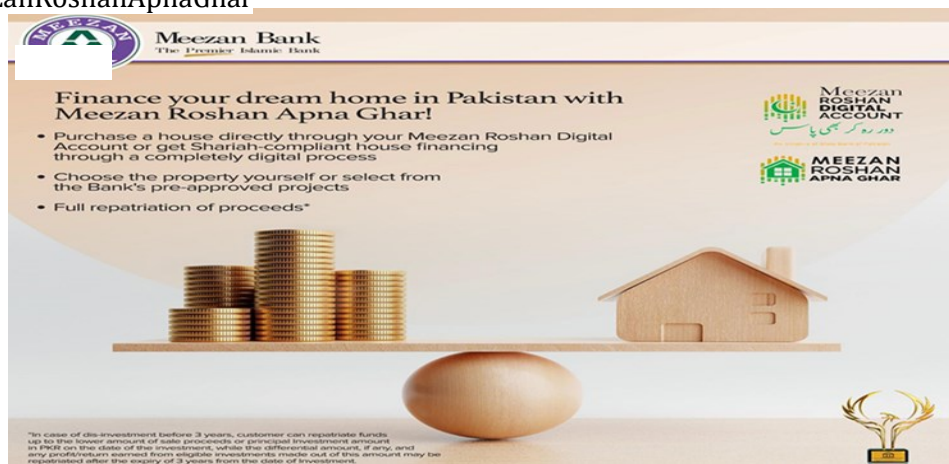 MEEZAN
Meezan Bank
The Premier Islamic Bank
Finance your dream home in Pakistan with
Meezan Roshan Apna Ghar!
• Purchase a house directly through your Meezan Roshan Digital
Account or get Shariah-compliant house financing
through a completely digital process
• Choose the property yourself or select from
the Bank's pre-approved projects
• Full repatriation of proceeds*
Meezan
ROSHAN
DIGITAL
ACCOUNT
دور رہ کر بھی پاس
MEEZAN
ROSHAN
APNA GHAR
*In case of dis-investment before 3 years, customer can repatriate funds
up to the lower amount of sale proceeds or principal investment amount
in PKR on the date of the investment, while the differential amount, if any, and
any profit/return earned from eligible investments made out of this amount may be
repatriated after the expiry of 3 years from the date of Investment.